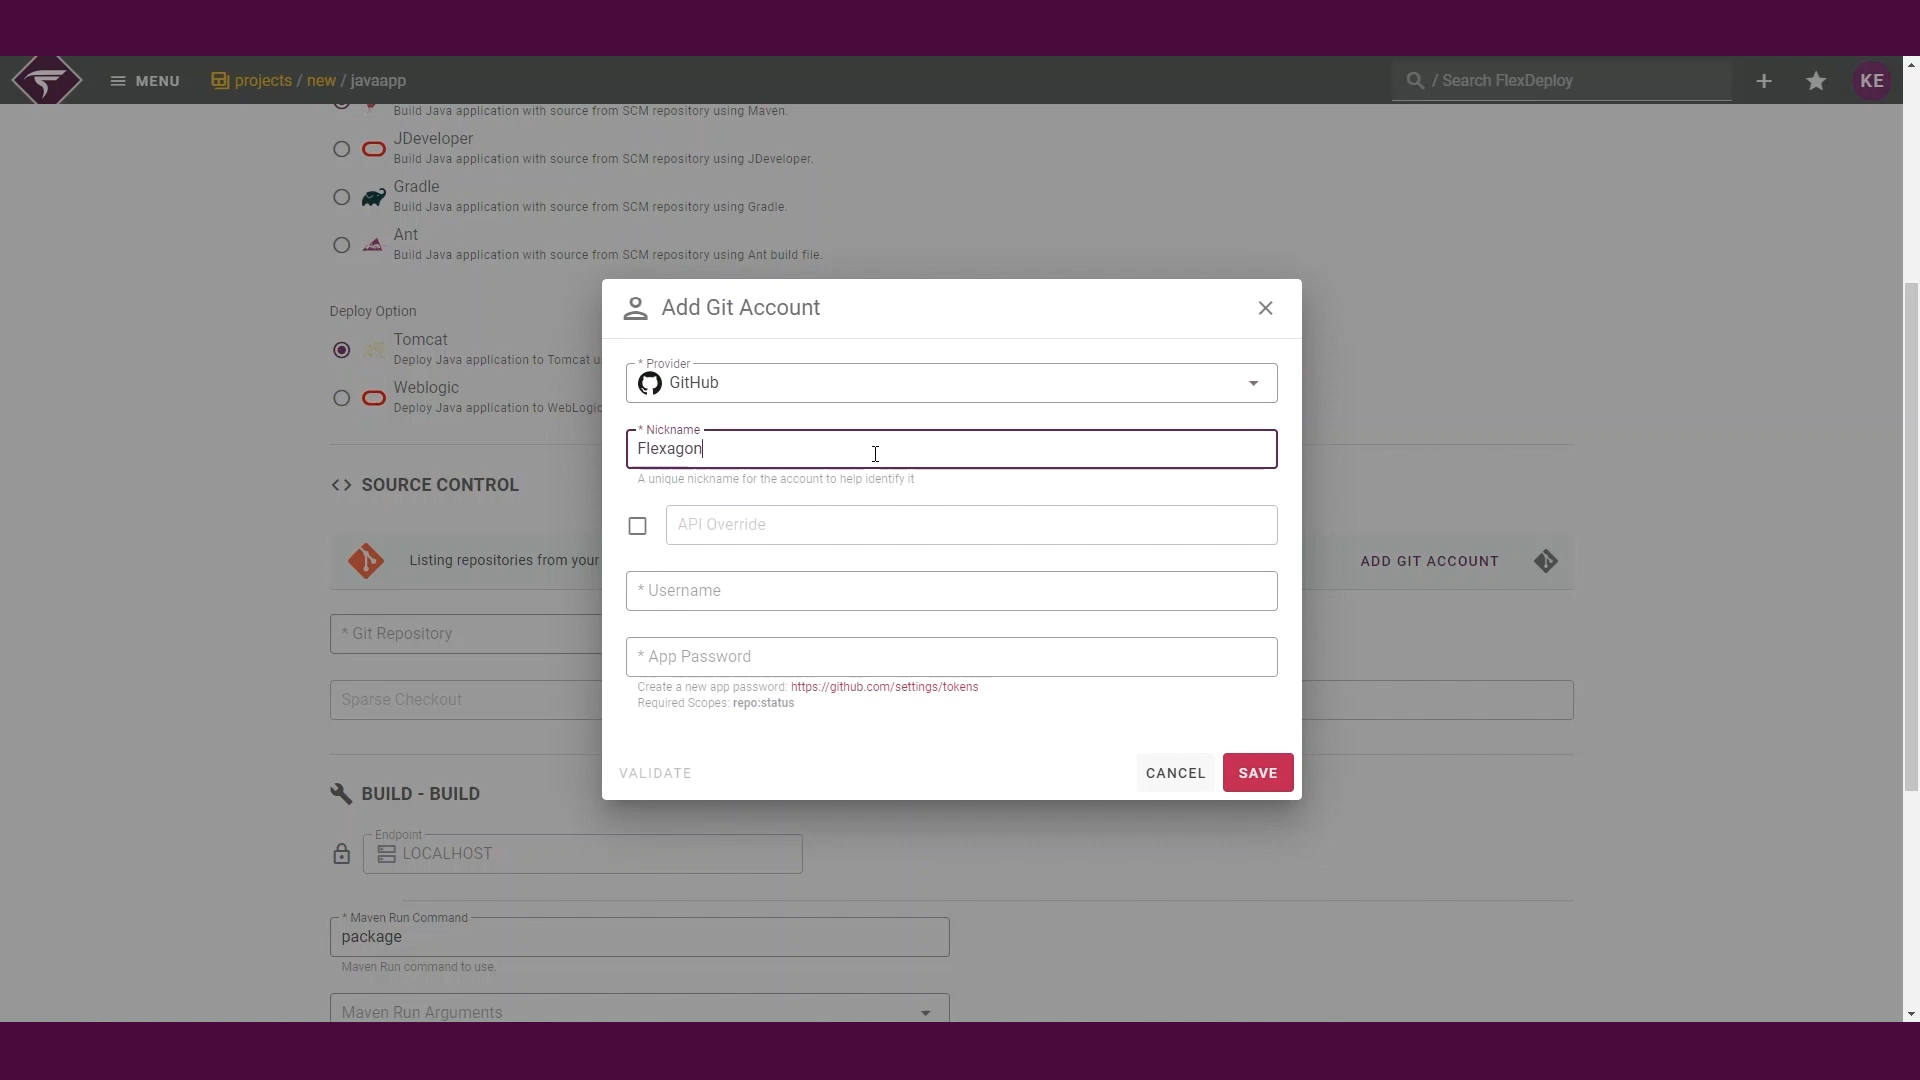 MENU
projects / new / javaapp
/ Search FlexDeploy
KE
Build Java application with source from SCM repository using Maven.
JDeveloper
Build Java application with source from SCM repository using JDeveloper.
Gradle
Build Java application with source from SCM repository using Gradle.
Ant
Build Java application with source from SCM repository using Ant build file.
Deploy Option
Tomcat
Deploy Java application to Tomcat u
Weblogic
Deploy Java application to WebLogic
SOURCE CONTROL
Listing repositories from your
ADD GIT ACCOUNT
* Git Repository
Sparse Checkout
BUILD - BUILD
Endpoint
LOCALHOST
* Maven Run Command
package
Maven Run command to use.
Maven Run Arguments
Add Git Account
* Provider
GitHub
* Nickname
Flexagon
A unique nickname for the account to help identify it
API Override
* Username
* App Password
Create a new app password: https://github.com/settings/tokens
Required Scopes: repo:status
VALIDATE
CANCEL
SAVE